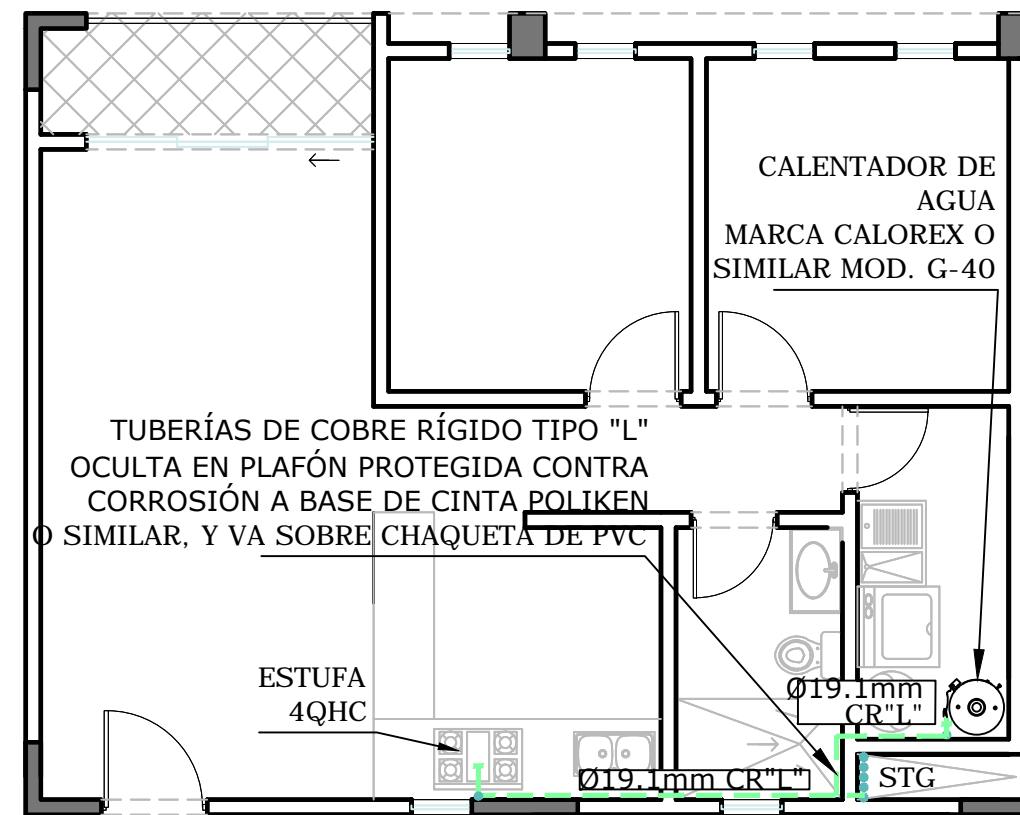 CALENTADOR DE
AGUA
MARCA CALOREX O
SIMILAR MOD. G-40
TUBERÍAS DE COBRE RÍGIDO TIPO "L"
OCULTA EN PLAFÓN PROTEGIDA CONTRA
CORROSIÓN A BASE DE CINTA POLIKEN
O SIMILAR, Y VA SOBRE CHAQUETA DE PVC
ESTUFA
4QHC
Ø19.1mm
CR"L"
Ø19.1mm CR"L"
STG